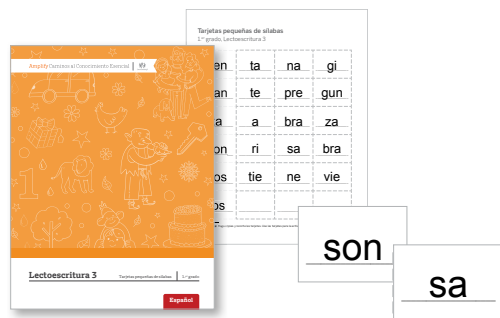 Tarjetas pequeñas de sílabas
1.er grado. Lectoescritura 3
en ta na gi
an te pre gun
a a bra za
on ri sa bra
os tie ne vie
os
Amplify Caminos al Conocimiento Esencial
son
sa
Lectoescritura 3
Tarjetas pequeñas de sílabas
1.er grado
Español